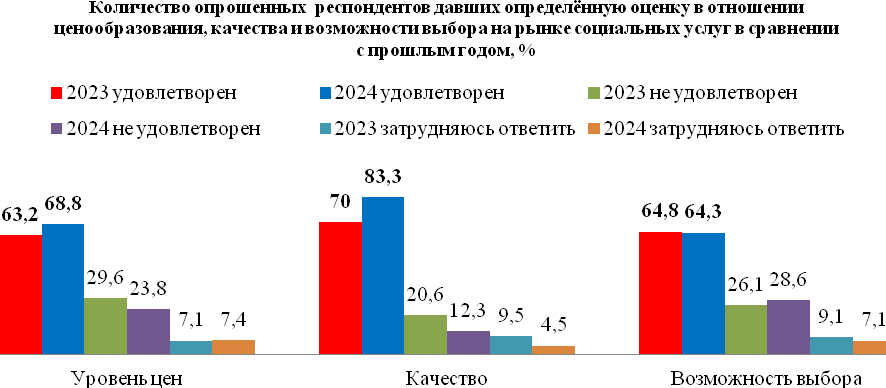 Количество опрошенных респондентов давших определённую оценку в отношении
ценообразования, качества и возможности выбора на рынке социальных услуг в сравнении
с прошлым годом, %
2023 удовлетворен 2024 удовлетворен 2023 не удовлетворен
2024 не удовлетворен 2023 затрудняюсь ответить 2024 затрудняюсь ответить
63,2 68,8 29,6 23,8 7,1 7,4
70 83,3 20,6 12,3 9,5 4,5
64,8 64,3 26,1 28,6 9,1 7,1
Уровень цен Качество Возможность выбора